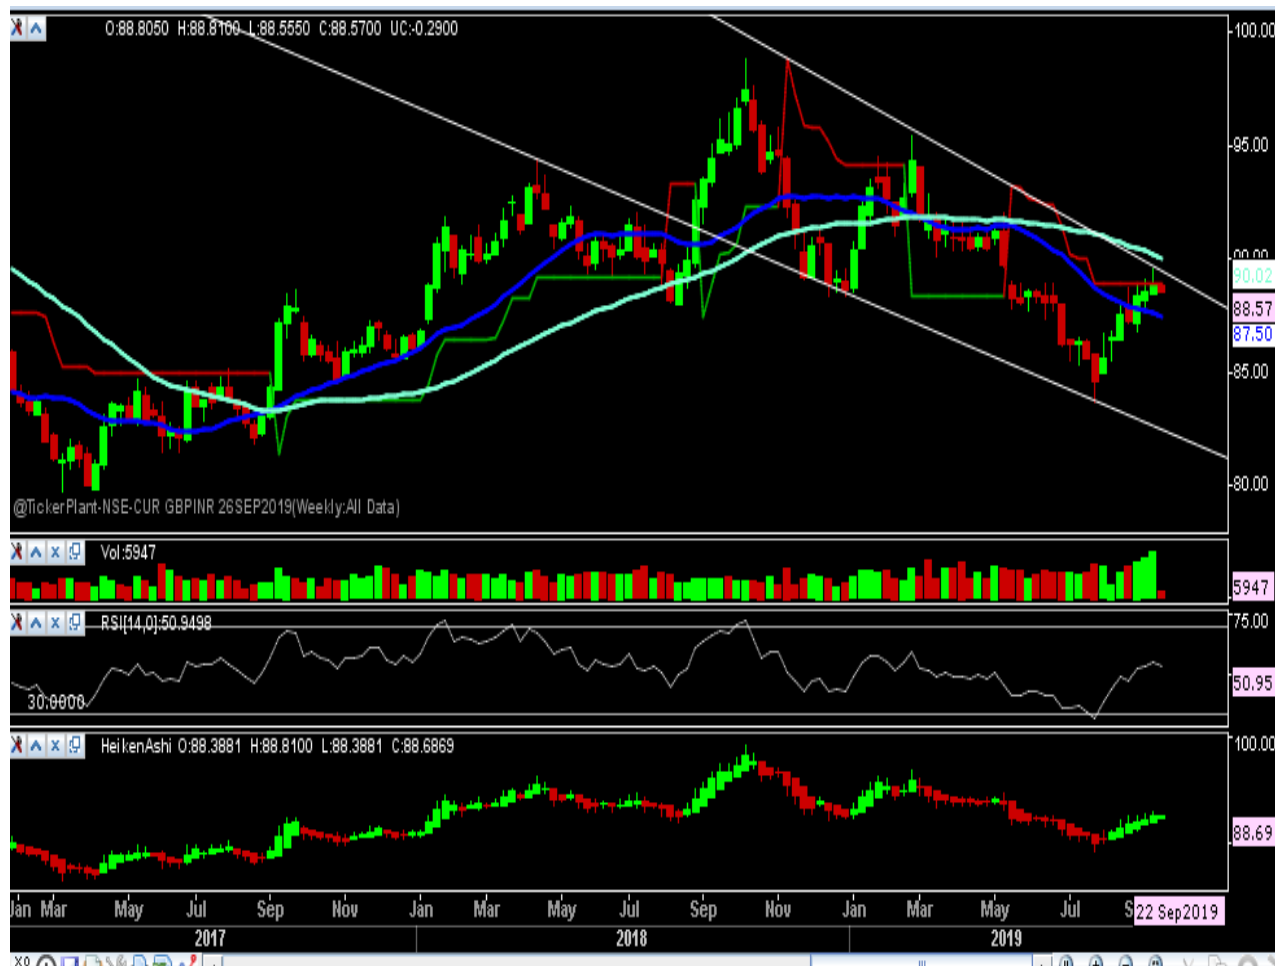 O:88.8050 H:88.8100 L:88.5550 C:88.5700 UC:-0.2900
100.00
95.00
90.00
90.02
88.57
87.50
85.00
80.00
@TickerPlant-NSE-CUR GBPINR 26SEP2019(Weekly:All Data)
Vol:5947
5947
RSI[14,0]:50.9498
75.00
50.95
30.0000
HeikenAshi O:88.3881 H:88.8100 L:88.3881 C:88.6869
100.00
88.69
Jan Mar May Jul Sep Nov Jan Mar May Jul Sep Nov Jan Mar May Jul S 22 Sep2019
2017 2018 2019